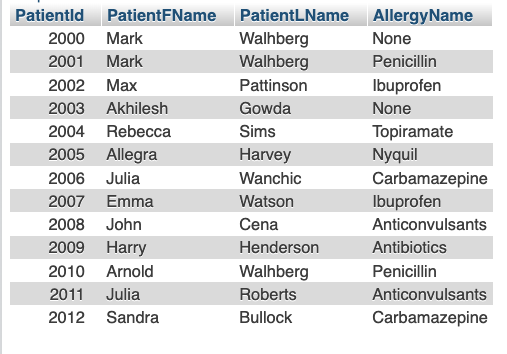 PatientId PatientFName PatientLName AllergyName
2000 Mark Walhberg None
2001 Mark Walhberg Penicillin
2002 Max Pattinson Ibuprofen
2003 Akhilesh Gowda None
2004 Rebecca Sims Topiramate
2005 Allegra Harvey Nyquil
2006 Julia Wanchic Carbamazepine
2007 Emma Watson Ibuprofen
2008 John Cena Anticonvulsants
2009 Harry Henderson Antibiotics
2010 Arnold Walhberg Penicillin
2011 Julia Roberts Anticonvulsants
2012 Sandra Bullock Carbamazepine